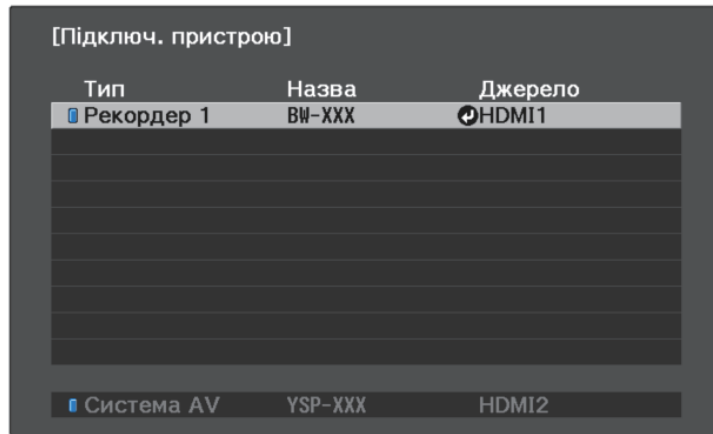 [Підключ. пристрою]
Тип Назва Джерело
Рекордер 1 BW-XXX HDMI1
Система AV YSP-XXX HDMI2